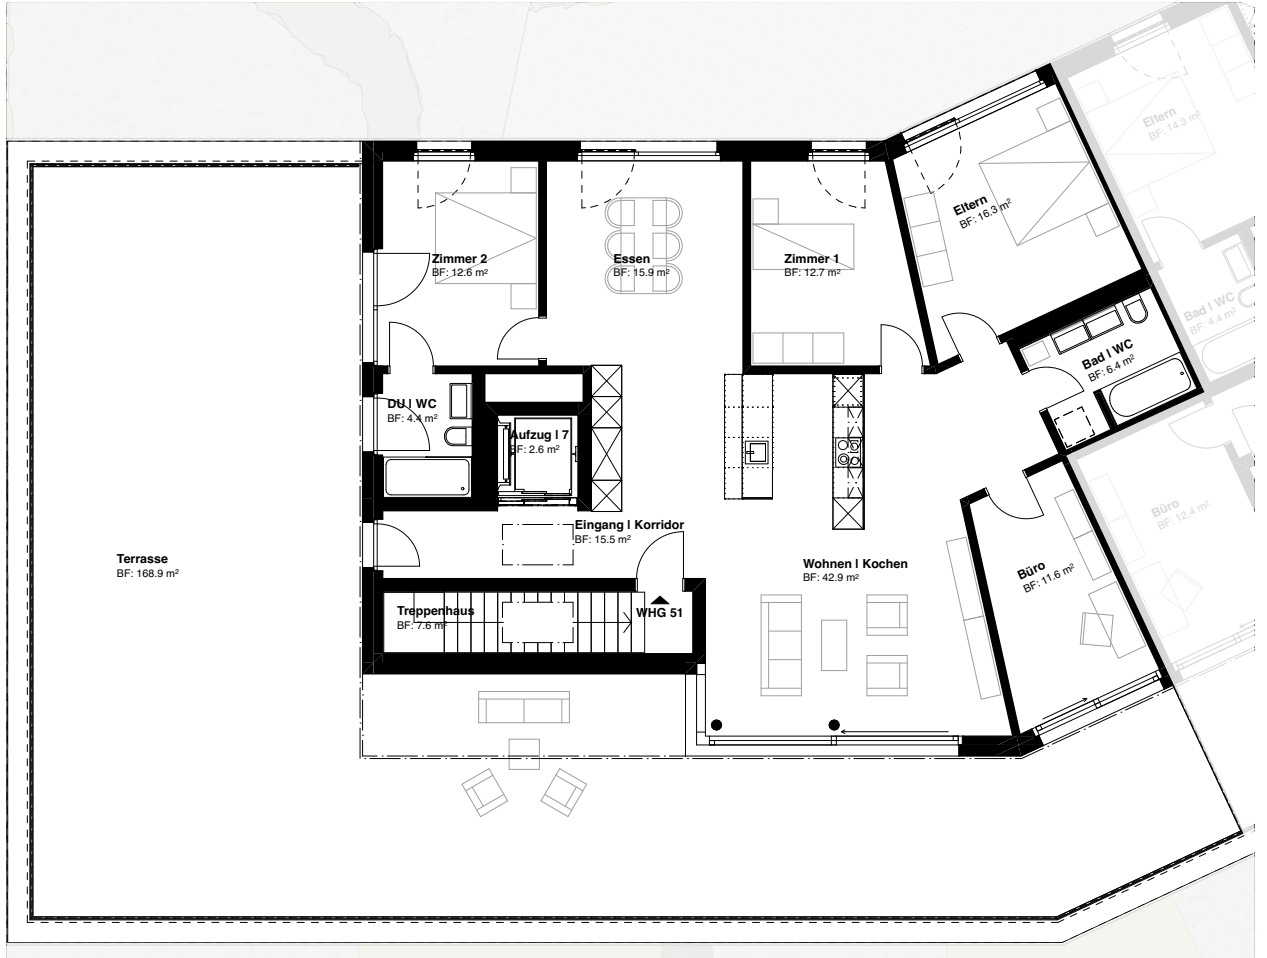 Eltern
BF: 14.3 m²
Eltern
BF: 16.3 m²
Zimmer 2
BF: 12.6 m²
Essen
BF: 15.9 m²
Zimmer 1
BF: 12.7 m²
Bad I WC
BF: 4.4 m²
Bad I WC
BF: 6.4 m²
DU I WC
BF: 4.4 m²
Aufzug I 7
BF: 2.6 m²
Eingang I Korridor
BF: 15.5 m²
Büro
BF: 12.4 m²
Terrasse
BF: 168.9 m²
Wohnen I Kochen
BF: 42.9 m²
Büro
BF: 11.6 m²
Treppenhaus
BF: 7.6 m²
WHG 51